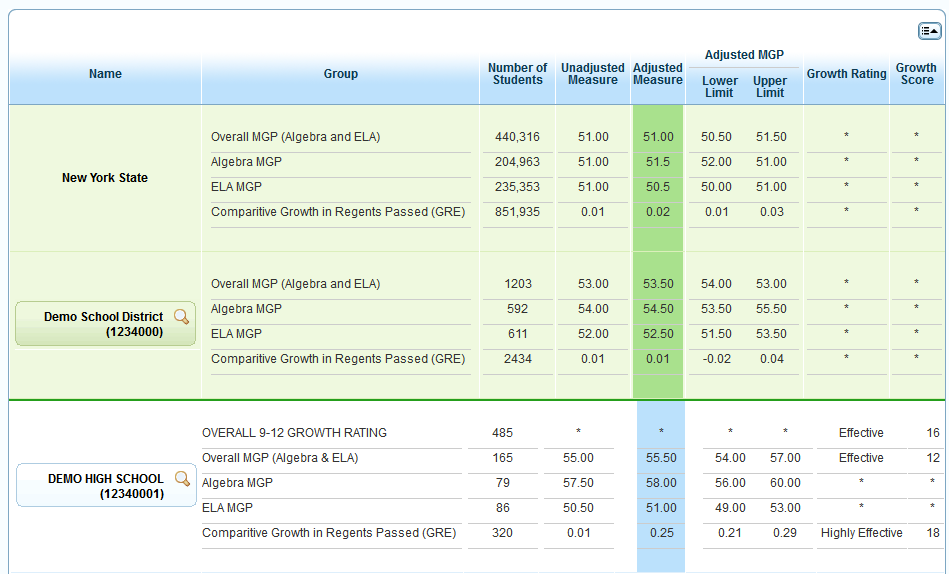 Adjusted MGP
Name Group Number of Students Unadjusted Measure Adjusted Measure Lower Limit Upper Limit Growth Rating Growth Score
New York State
Overall MGP (Algebra and ELA) 440,316 51.00 51.00 50.50 51.50 * *
Algebra MGP 204,963 51.00 51.5 52.00 51.00 * *
ELA MGP 235,353 51.00 50.5 50.00 51.00 * *
Comparitive Growth in Regents Passed (GRE) 851,935 0.01 0.02 0.01 0.03 * *
Demo School District
(1234000)
Overall MGP (Algebra and ELA) 1203 53.00 53.50 54.00 53.00 * *
Algebra MGP 592 54.00 54.50 53.50 55.50 * *
ELA MGP 611 52.00 52.50 51.50 53.50 * *
Comparitive Growth in Regents Passed (GRE) 2434 0.01 0.01 -0.02 0.04 * *
DEMO HIGH SCHOOL
(12340001)
OVERALL 9-12 GROWTH RATING 485 * * * * Effective 16
Overall MGP (Algebra & ELA) 165 55.00 55.50 54.00 57.00 Effective 12
Algebra MGP 79 57.50 58.00 56.00 60.00 * *
ELA MGP 86 50.50 51.00 49.00 53.00 * *
Comparitive Growth in Regents Passed (GRE) 320 0.01 0.25 0.21 0.29 Highly Effective 18